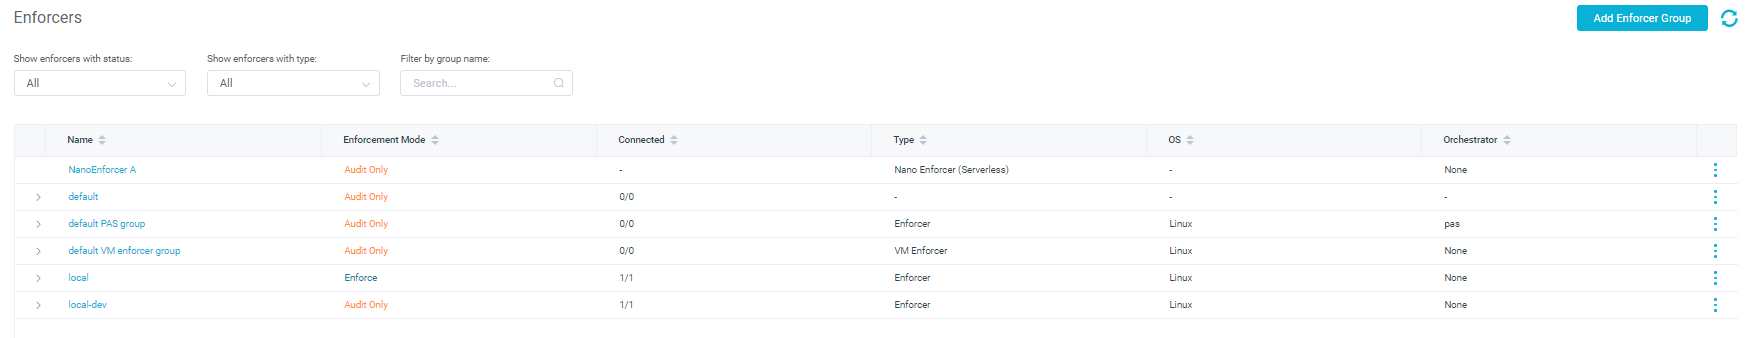 Enforcers
Add Enforcer Group
Show enforcers with status: Show enforcers with type: Filter by group name:
All All Search...
Name Enforcement Mode Connected Type OS Orchestrator
NanoEnforcer A Audit Only - Nano Enforcer (Serverless) - None
default Audit Only 0/0 - - -
default PAS group Audit Only 0/0 Enforcer Linux pas
default VM enforcer group Audit Only 0/0 VM Enforcer Linux None
local Enforce 1/1 Enforcer Linux None
local-dev Audit Only 1/1 Enforcer Linux None